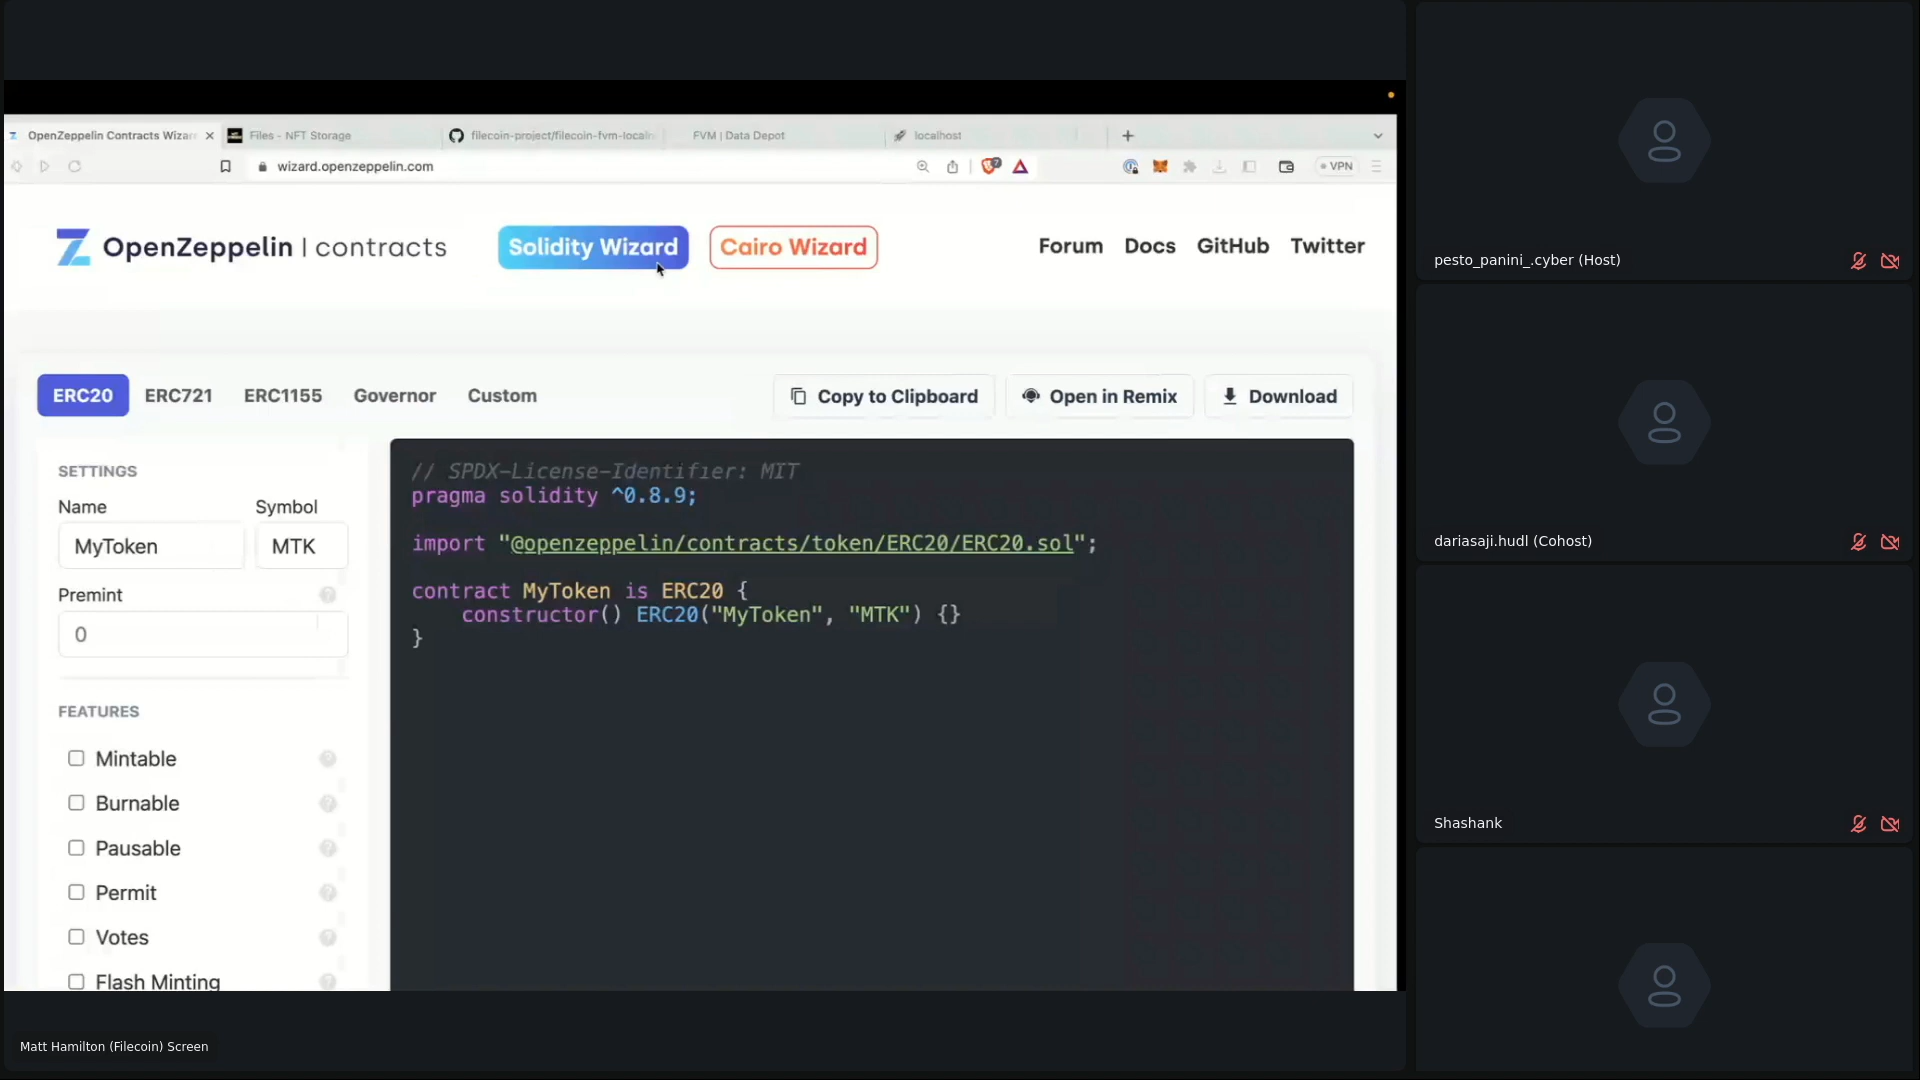 OpenZeppelin Contracts Wizar
Files - NFT Storage
filecoin-project/filecoin-fvm-localn
FVM | Data Depot
localhost
wizard.openzeppelin.com
7
VPN
OpenZeppelin | contracts
Solidity Wizard
Cairo Wizard
Forum
Docs
GitHub
Twitter
ERC20
ERC721
ERC1155
Governor
Custom
Copy to Clipboard
Open in Remix
Download
SETTINGS
Name
Symbol
MyToken
MTK
Premint
?
0
FEATURES
Mintable
?
Burnable
?
Pausable
?
Permit
?
Votes
?
Flash Minting
?
// SPDX-License-Identifier: MIT
pragma solidity ^0.8.9;
import "@openzeppelin/contracts/token/ERC20/ERC20.sol";
contract MyToken is ERC20 {
constructor() ERC20("MyToken", "MTK") {}
}
pesto_panini_.cyber (Host)
dariasaji.hudl (Cohost)
Shashank
Matt Hamilton (Filecoin) Screen